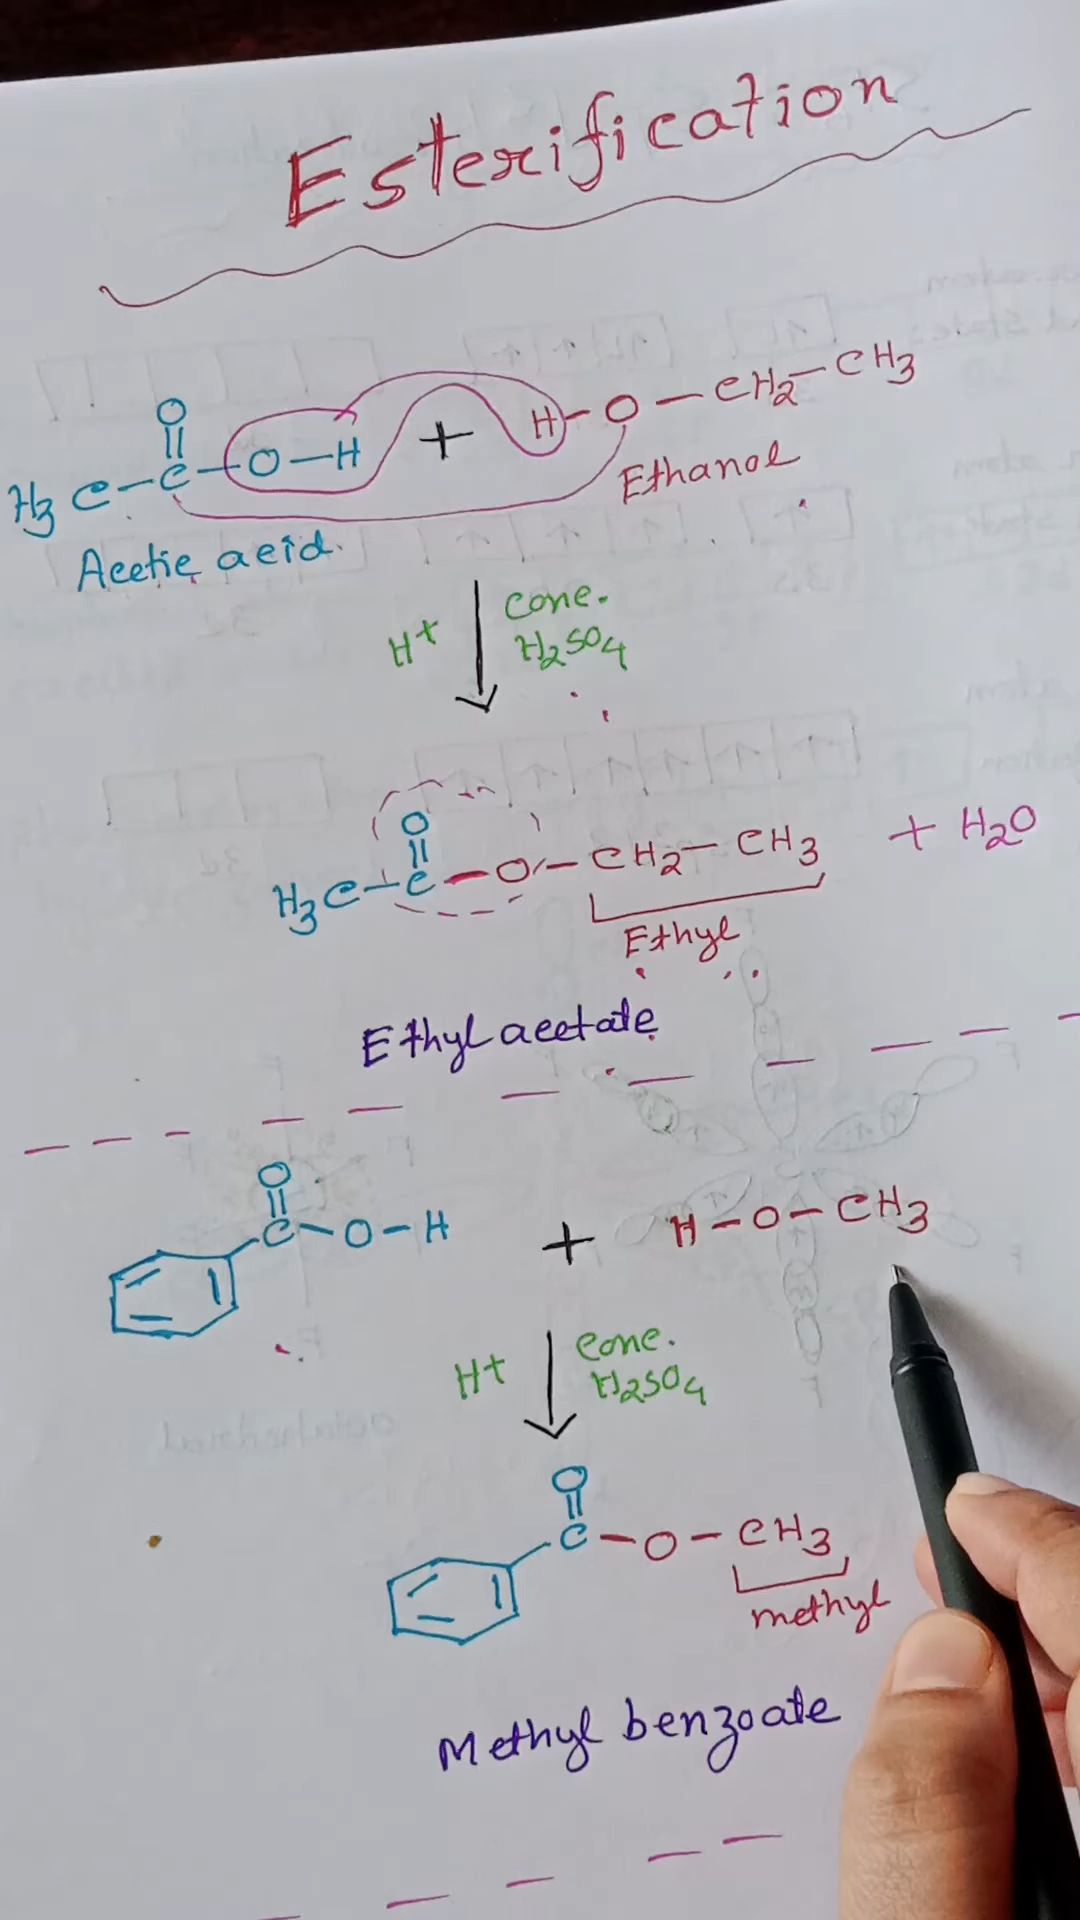 Esterification
O
||
H3C—C—O—H + H—O—CH2—CH3
Ethanol
Acetic acid.
H+ conc.
H2SO4
O
||
H3C—C—O—CH2—CH3 + H2O
Ethyl
Ethyl acetate
O
||
C—O—H + H—O—CH3
H+ conc.
H2SO4
O
||
C—O—CH3
methyl
Methyl benzoate